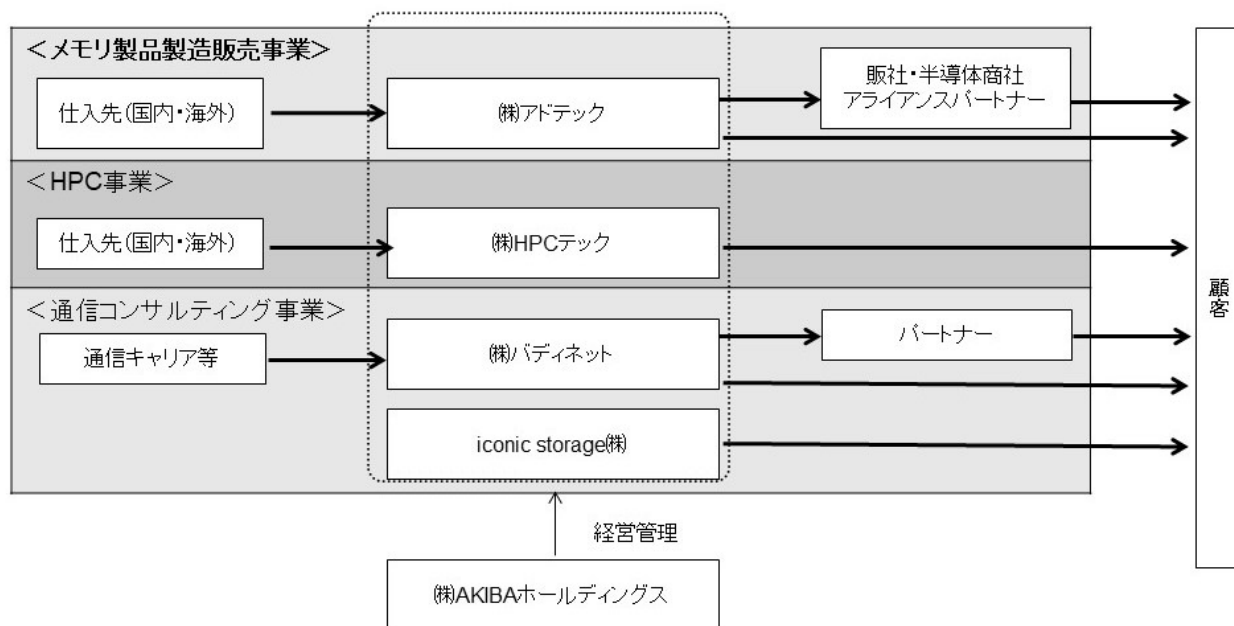 ＜メモリ製品製造販売事業＞
仕入先(国内・海外)
㈱アドテック
販社・半導体商社
アライアンスパートナー
＜HPC事業＞
仕入先(国内・海外)
㈱HPCテック
＜通信コンサルティング事業＞
通信キャリア等
㈱バディネット
パートナー
iconic storage㈱
顧客
経営管理
㈱AKIBAホールディングス